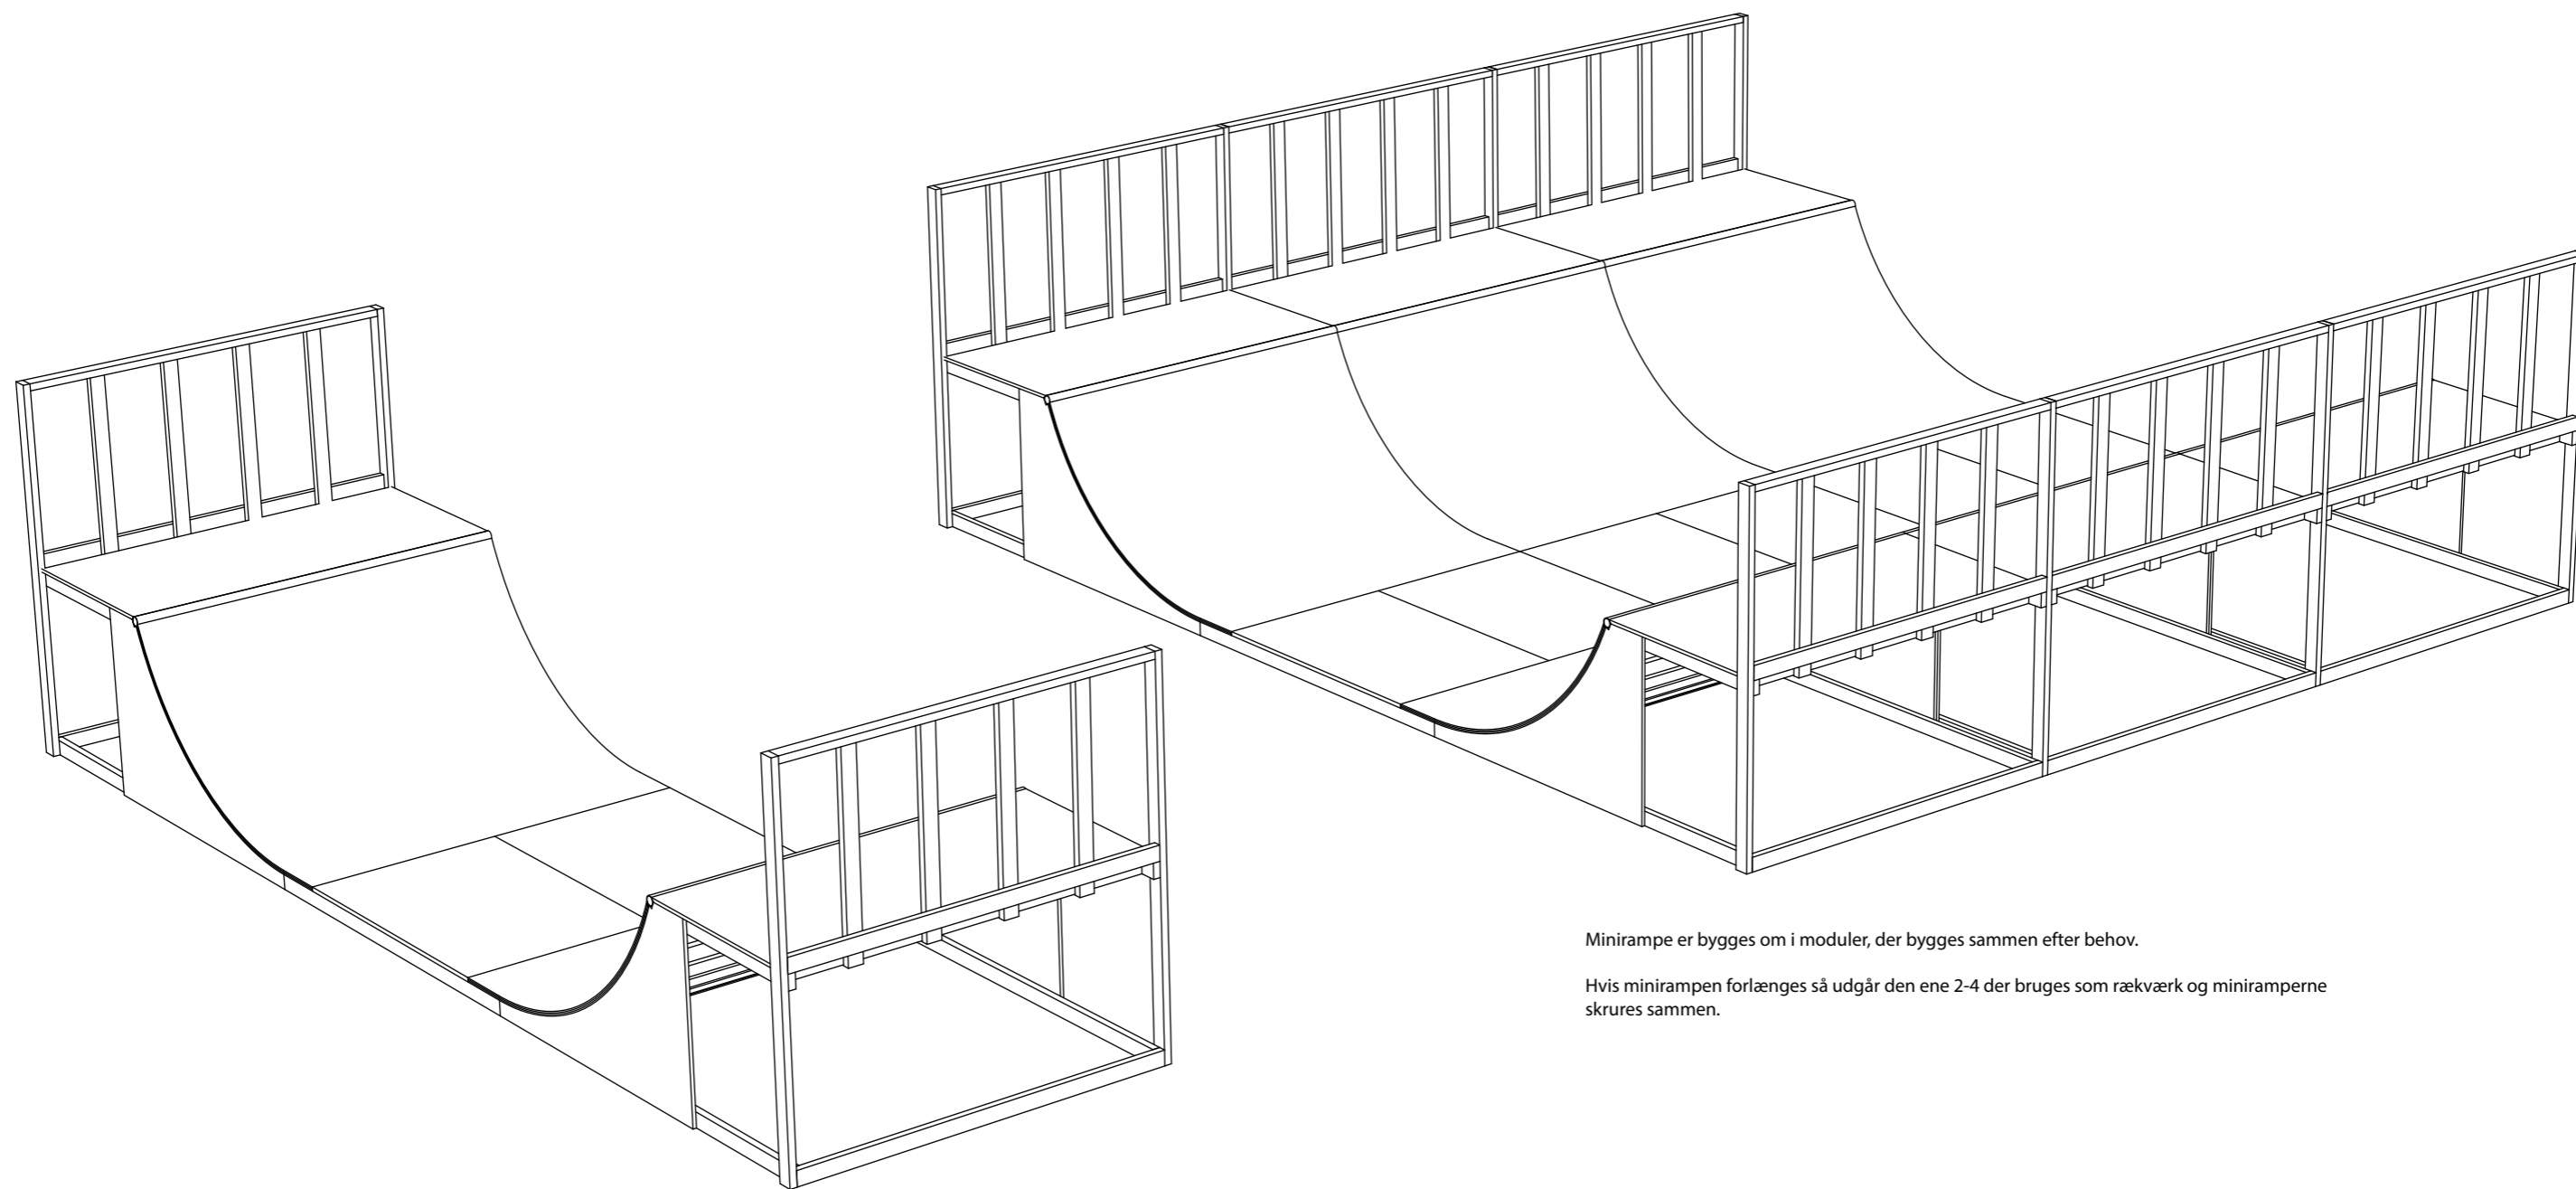 Minirampe er bygges om i moduler, der bygges sammen efter behov.
Hvis minirampen forlænges så udgår den ene 2-4 der bruges som rækværk og miniramperne
skrures sammen.